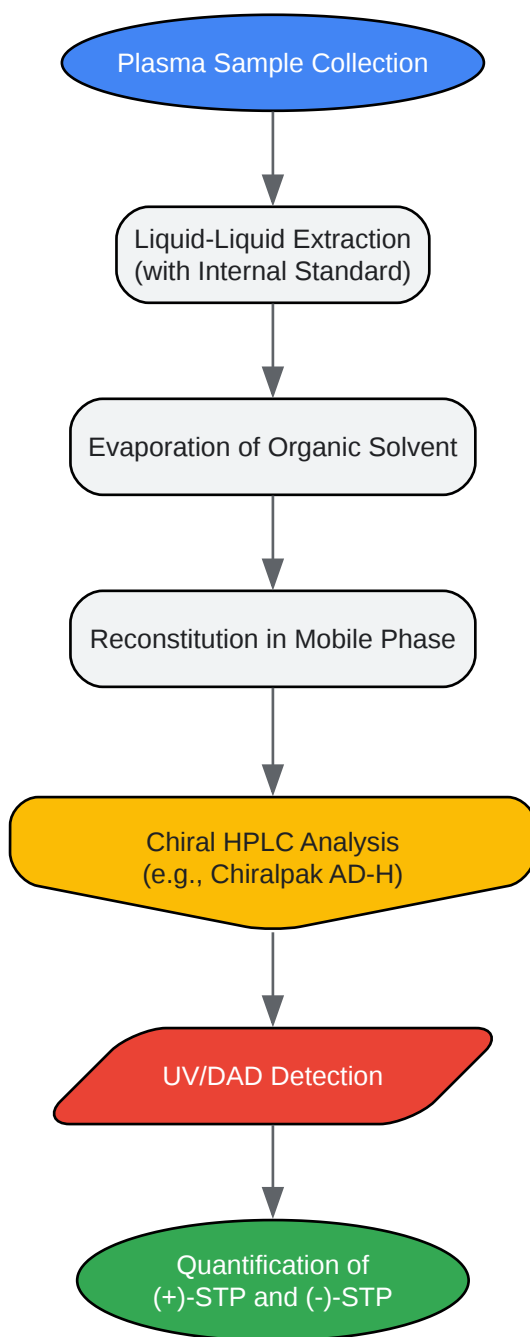 Plasma Sample Collection
Liquid-Liquid Extraction
(with Internal Standard)
Evaporation of Organic Solvent
Reconstitution in Mobile Phase
Chiral HPLC Analysis
(e.g., Chiralpak AD-H)
UV/DAD Detection
Quantification of
(+)-STP and (-)-STP